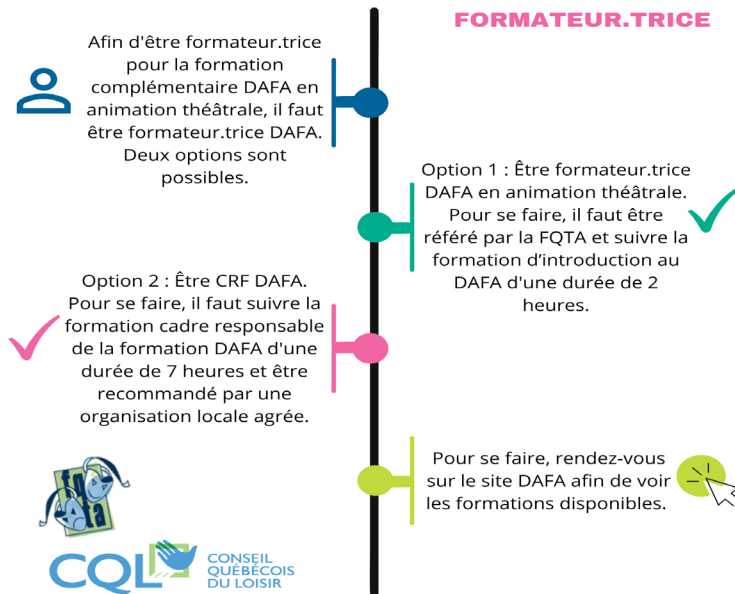 FORMATEUR.TRICE
Afin d'être formateur.trice
pour la formation
complémentaire DAFA en
animation théâtrale, il faut
être formateur.trice DAFA.
Deux options sont
possibles.
Option 1 : Être formateur.trice
DAFA en animation théâtrale.
Pour se faire, il faut être
référé par la FQTA et suivre la
formation d’introduction au
DAFA d'une durée de 2
heures.
Option 2 : Être CRF DAFA.
Pour se faire, il faut suivre la
formation cadre responsable
de la formation DAFA d'une
durée de 7 heures et être
recommandé par une
organisation locale agrée.
Pour se faire, rendez-vous
sur le site DAFA afin de voir
les formations disponibles.
fqta
CQL
CONSEIL
QUÉBÉCOIS
DU LOISIR